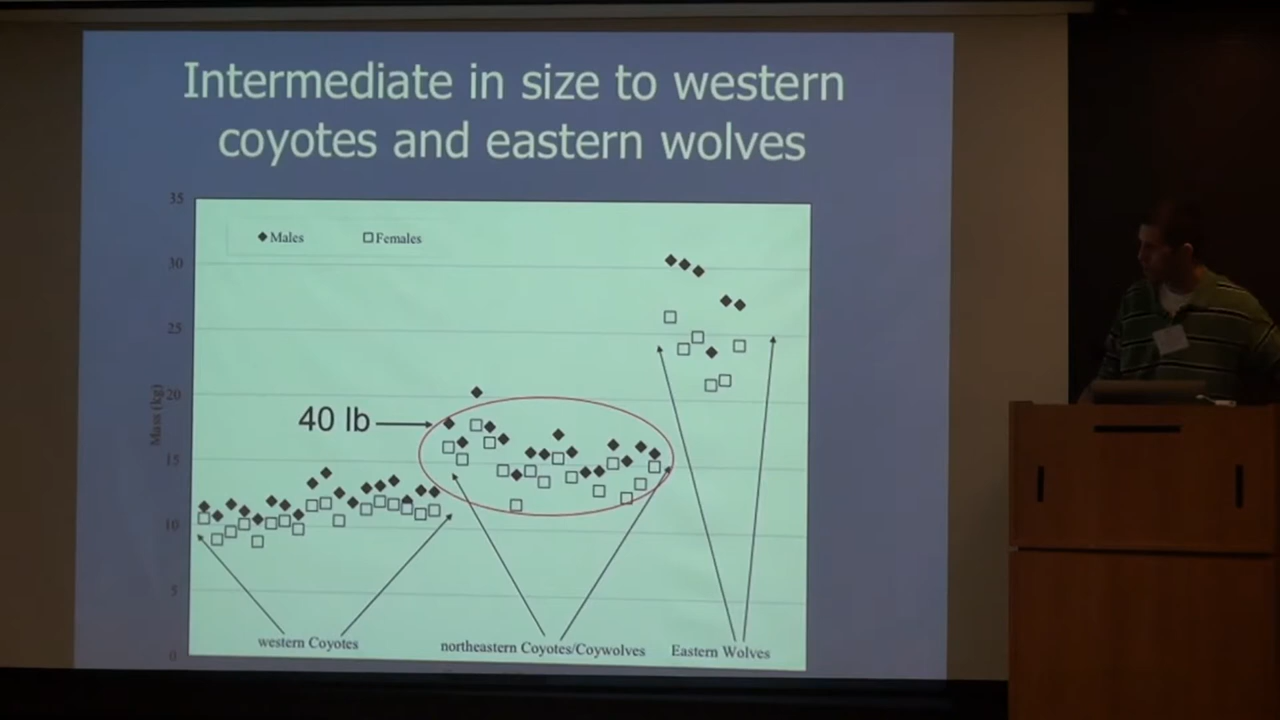 Intermediate in size to western
coyotes and eastern wolves
35
Males
Females
30
25
20
Mass (kg)
40 lb
15
10
5
0
western Coyotes
northeastern Coyotes/Coywolves
Eastern Wolves